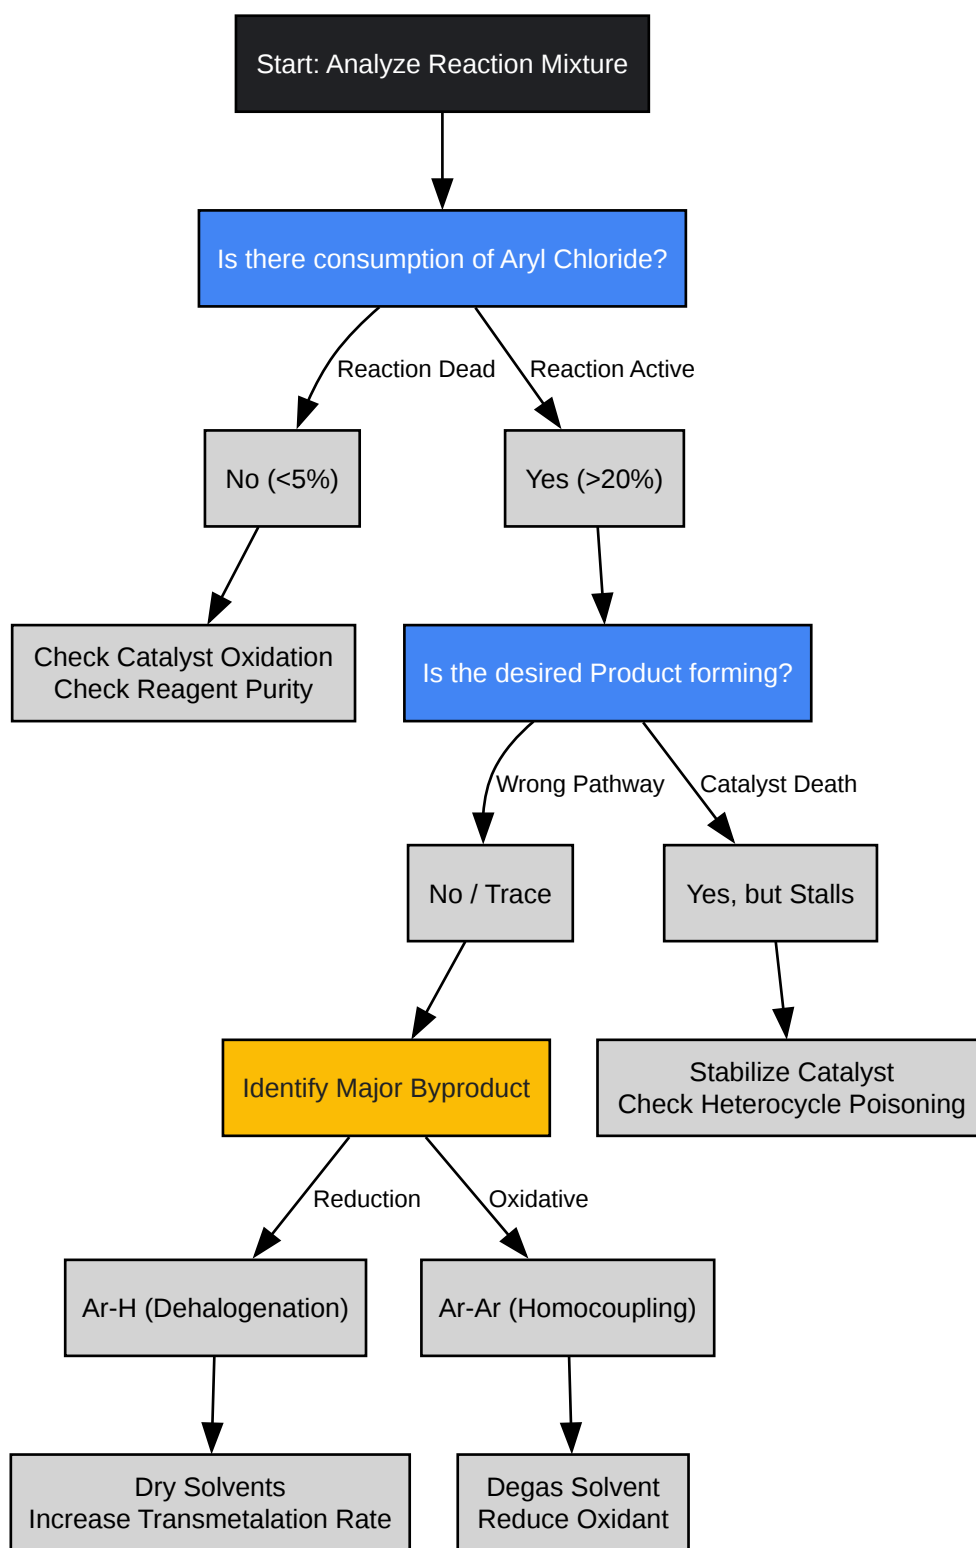 Start: Analyze Reaction Mixture
Is there consumption of Aryl Chloride?
Reaction Dead
Reaction Active
No (<5%)
Yes (>20%)
Check Catalyst Oxidation
Check Reagent Purity
Is the desired Product forming?
Wrong Pathway
Catalyst Death
No / Trace
Yes, but Stalls
Identify Major Byproduct
Stabilize Catalyst
Check Heterocycle Poisoning
Reduction
Oxidative
Ar-H (Dehalogenation)
Ar-Ar (Homocoupling)
Dry Solvents
Increase Transmetalation Rate
Degas Solvent
Reduce Oxidant